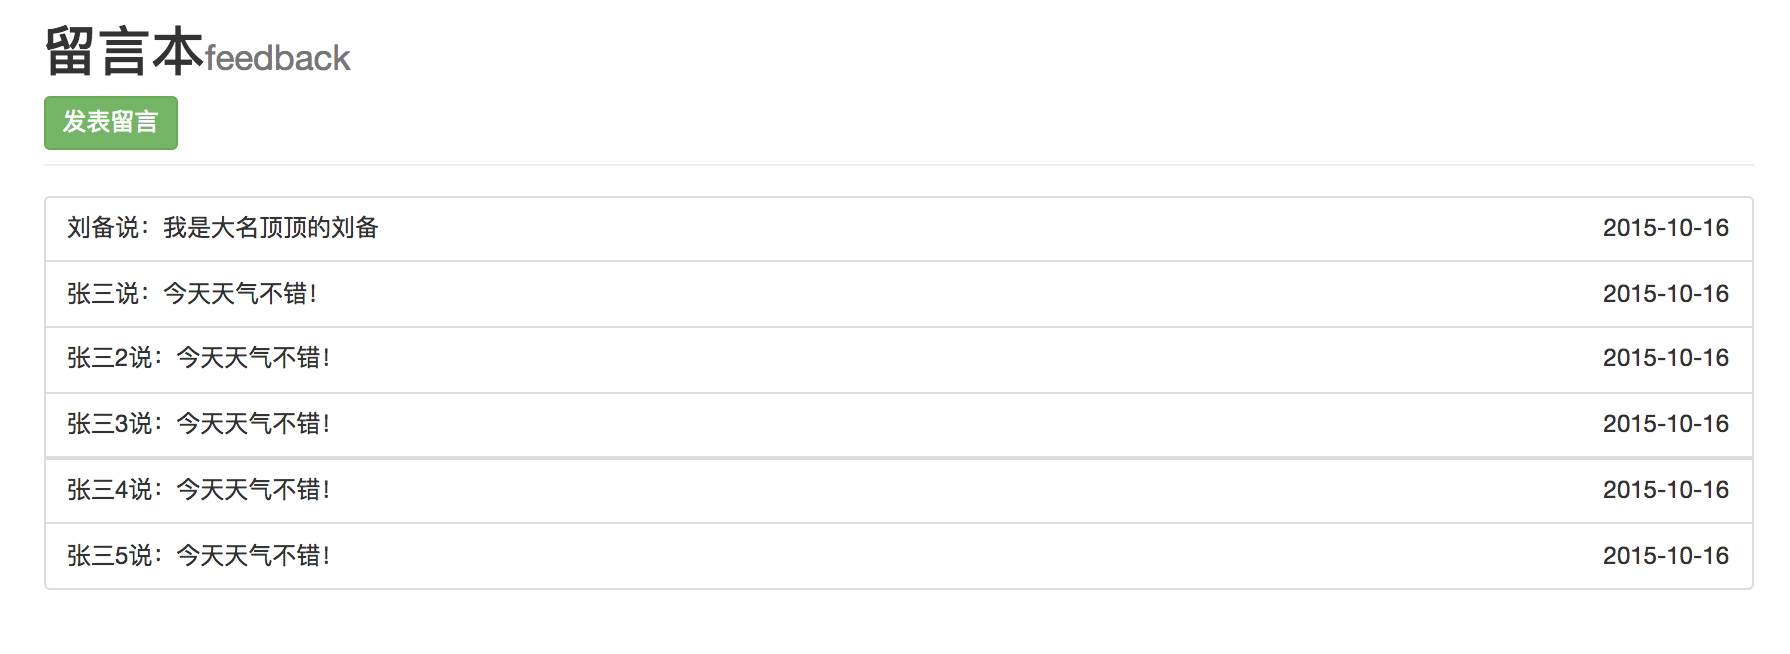 留言本feedback
发表留言
刘备说：我是大名顶顶的刘备 2015-10-16
张三说：今天天气不错！ 2015-10-16
张三2说：今天天气不错！ 2015-10-16
张三3说：今天天气不错！ 2015-10-16
张三4说：今天天气不错！ 2015-10-16
张三5说：今天天气不错！ 2015-10-16